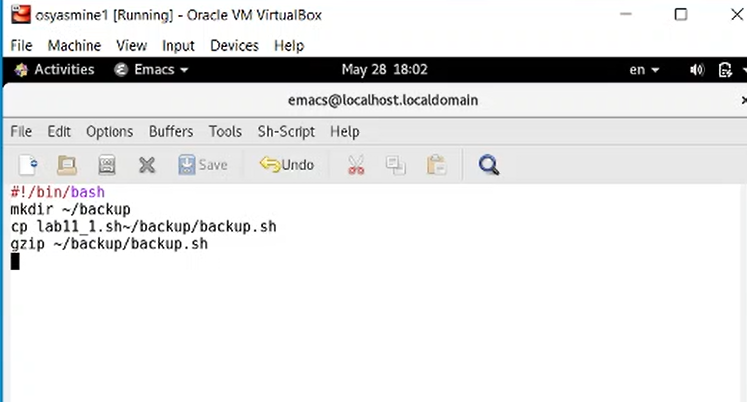 osyasmine1 [Running] - Oracle VM VirtualBox
File Machine View Input Devices Help
Activities Emacs May 28 18:02 en
emacs@localhost.localdomain
File Edit Options Buffers Tools Sh-Script Help
Save Undo
#!/bin/bash
mkdir ~/backup
cp lab11_1.sh~/backup/backup.sh
gzip ~/backup/backup.sh